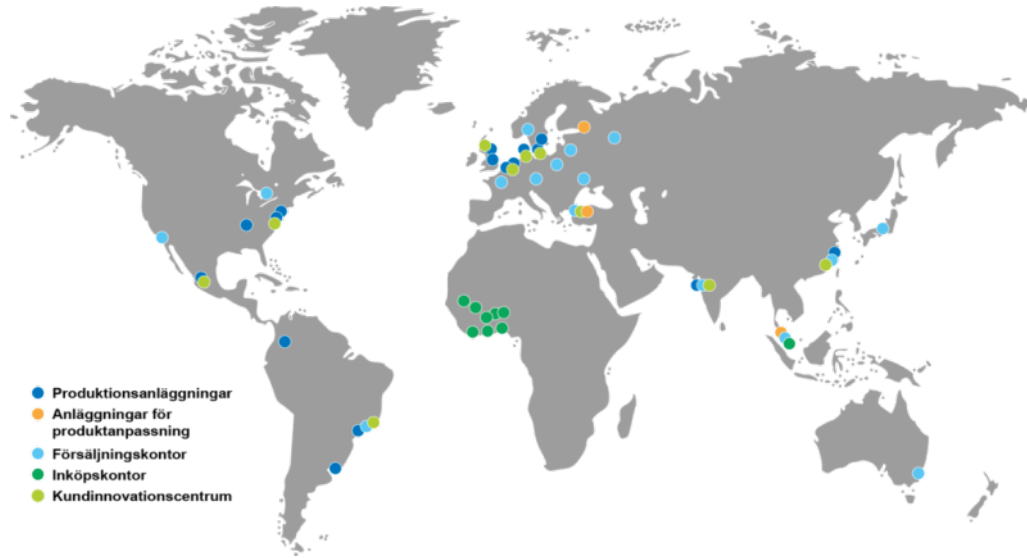 Produktionsanläggningar
Anläggningar för
produktanpassning
Försäljningskontor
Inköpskontor
Kundinnovationscentrum